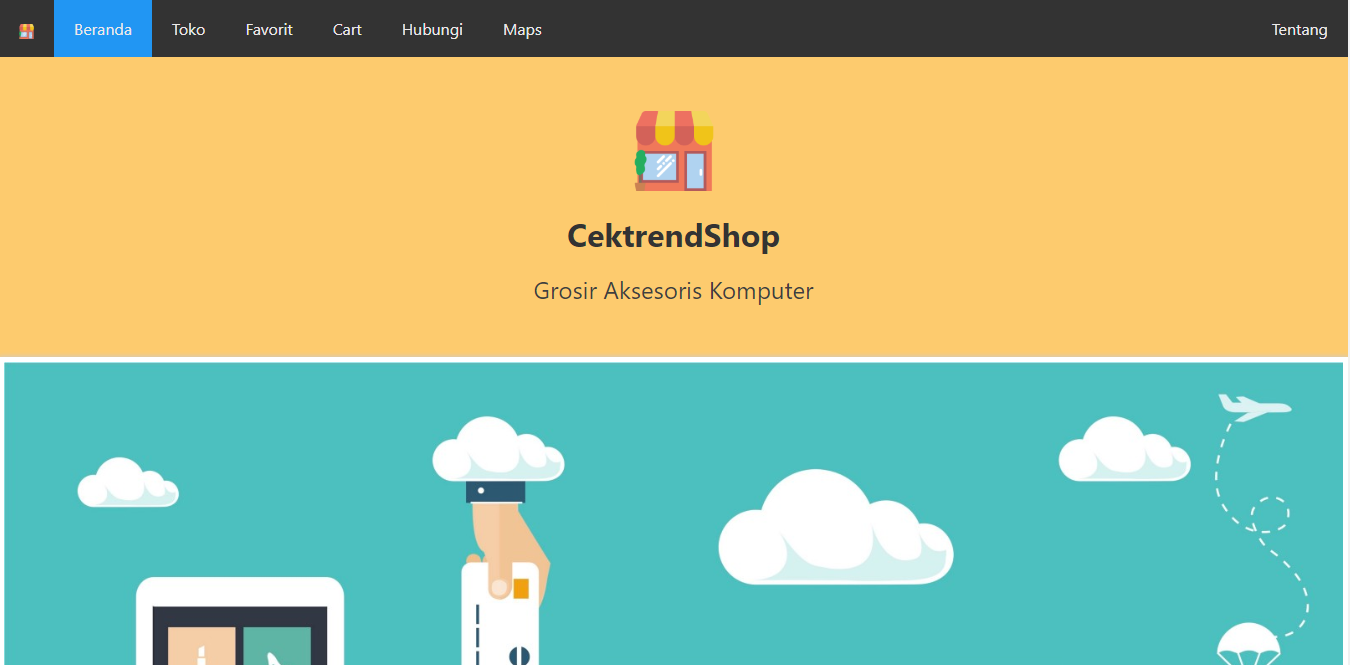 Beranda Toko Favorit Cart Hubungi Maps Tentang
CektrendShop
Grosir Aksesoris Komputer